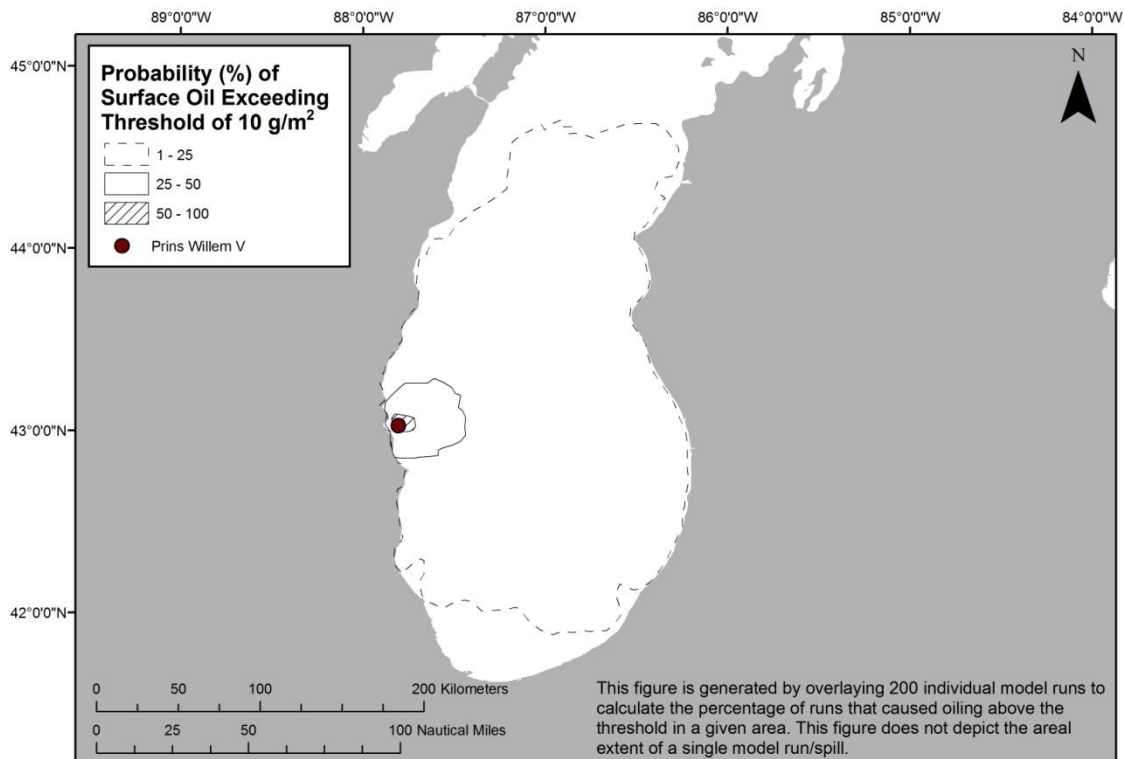 89°0'0"W 88°0'0"W 87°0'0"W 86°0'0"W 85°0'0"W 84°0'0"W
45°0'0"N
44°0'0"N
43°0'0"N
42°0'0"N
Probability (%) of
Surface Oil Exceeding
Threshold of 10 g/m²
1 - 25
25 - 50
50 - 100
Prins Willem V
N
0 50 100 200 Kilometers
0 25 50 100 Nautical Miles
This figure is generated by overlaying 200 individual model runs to
calculate the percentage of runs that caused oiling above the
threshold in a given area. This figure does not depict the areal
extent of a single model run/spill.